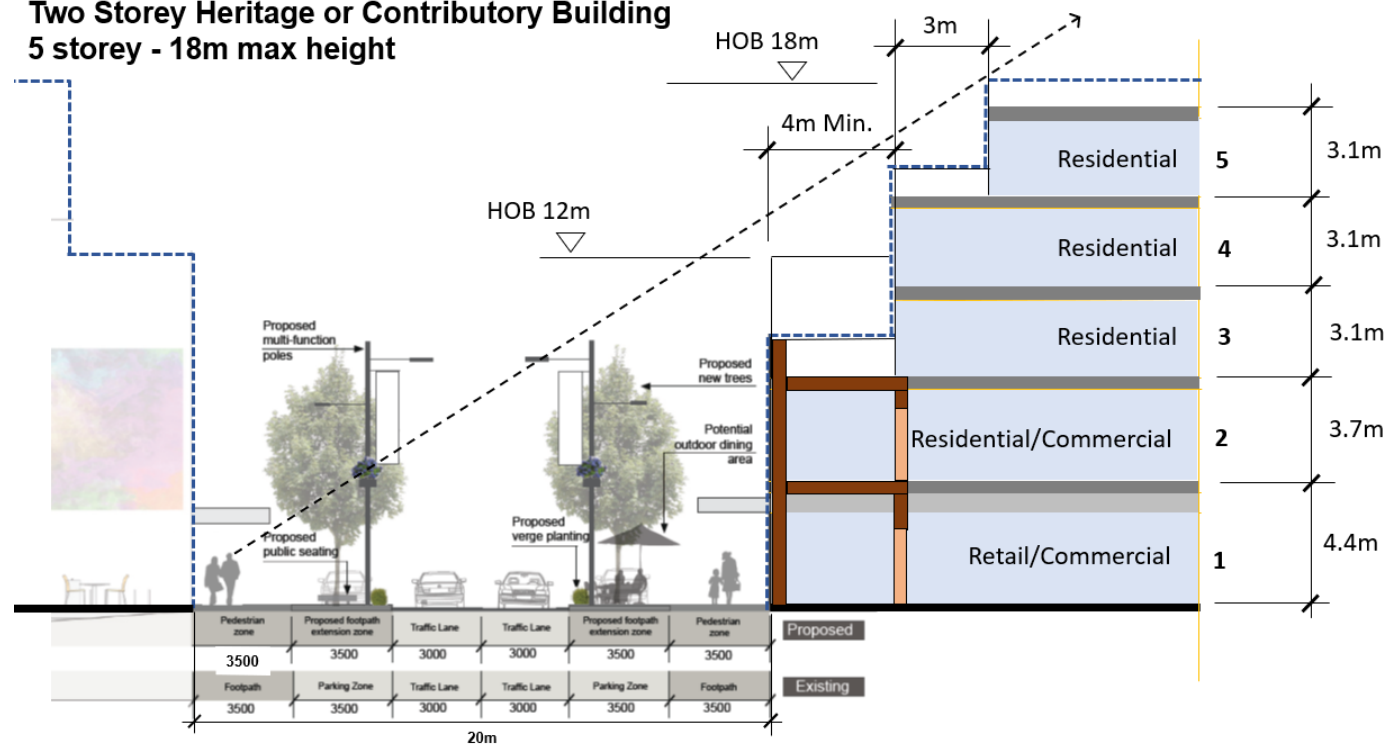 Two Storey Heritage or Contributory Building
5 storey - 18m max height
HOB 18m
3m
4m Min.
HOB 12m
Residential
5
3.1m
Residential
4
3.1m
Residential
3
3.1m
Residential/Commercial
2
3.7m
Retail/Commercial
1
4.4m
Proposed
multi-function
poles
Proposed
new trees
Potential
outdoor dining
area
Proposed
public seating
Proposed
verge planting
Pedestrian
zone
Proposed footpath
extension zone
Traffic Lane
Traffic Lane
Proposed footpath
extension zone
Pedestrian
zone
Proposed
3500
3500
3000
3000
3500
3500
Footpath
Parking Zone
Traffic Lane
Traffic Lane
Parking Zone
Footpath
Existing
3500
3500
3000
3000
3500
3500
20m